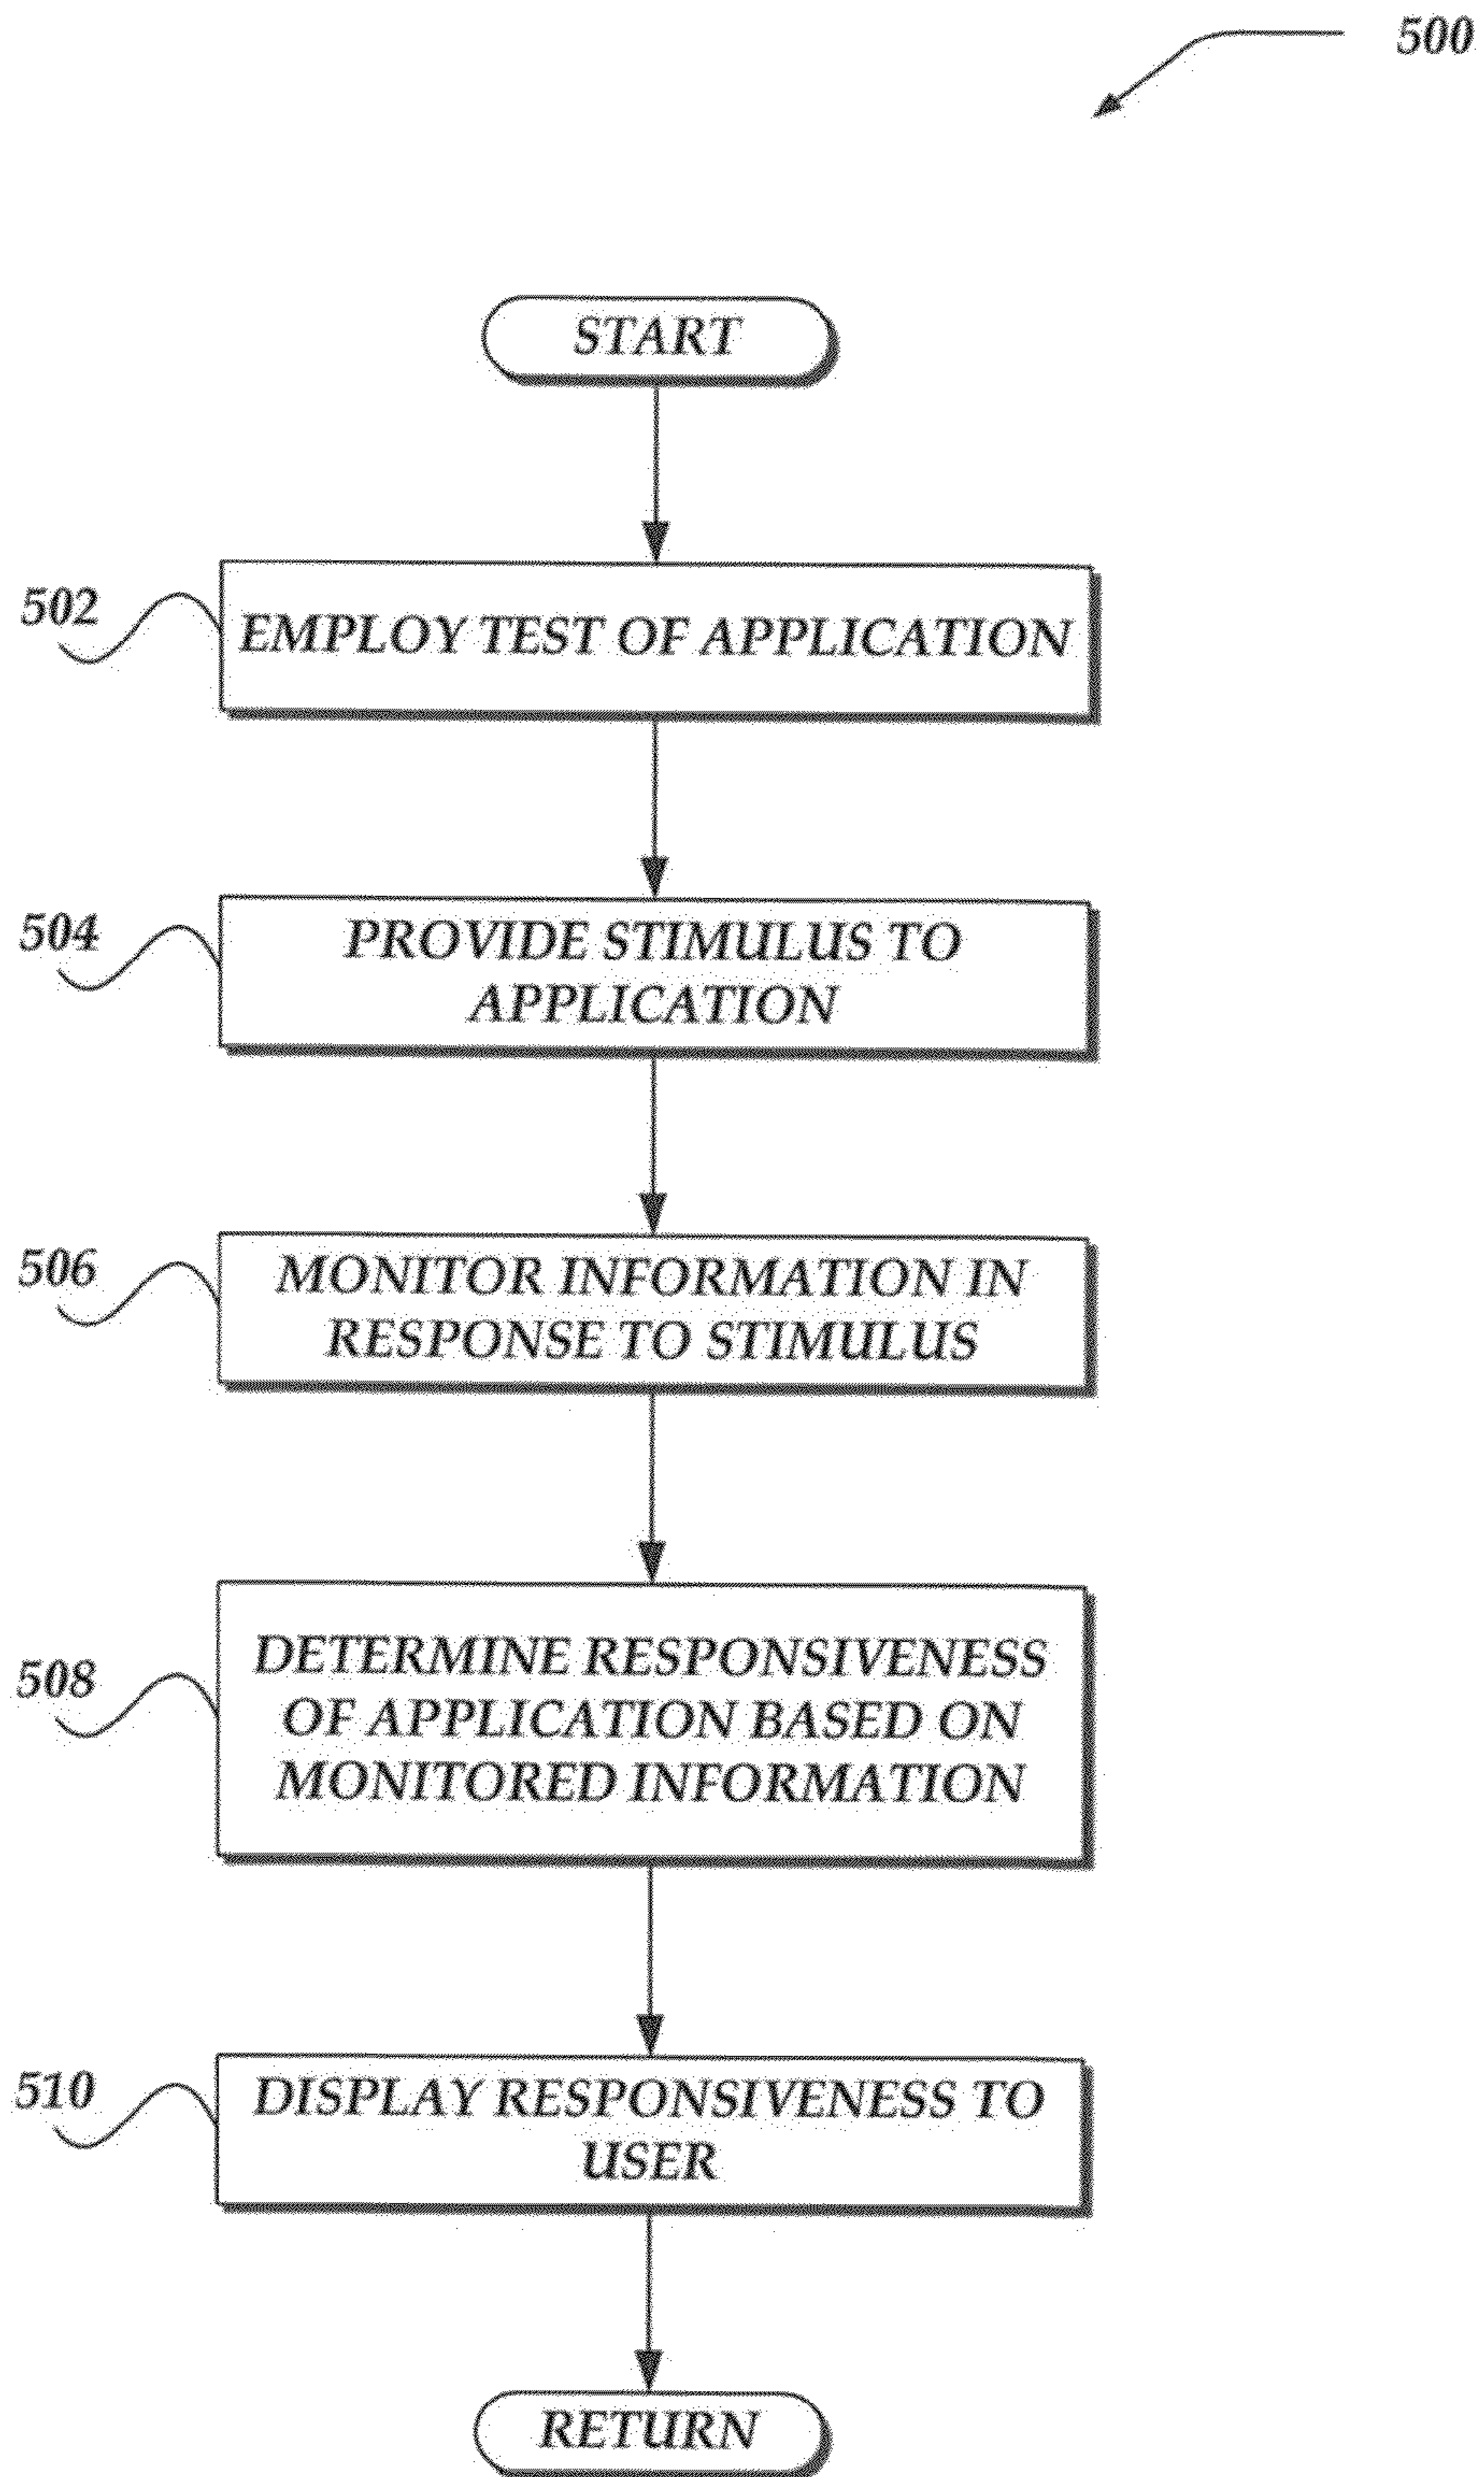 500
START
502
EMPLOY TEST OF APPLICATION
504
PROVIDE STIMULUS TO
APPLICATION
506
MONITOR INFORMATION IN
RESPONSE TO STIMULUS
508
DETERMINE RESPONSIVENESS
OF APPLICATION BASED ON
MONITORED INFORMATION
510
DISPLAY RESPONSIVENESS TO
USER
RETURN